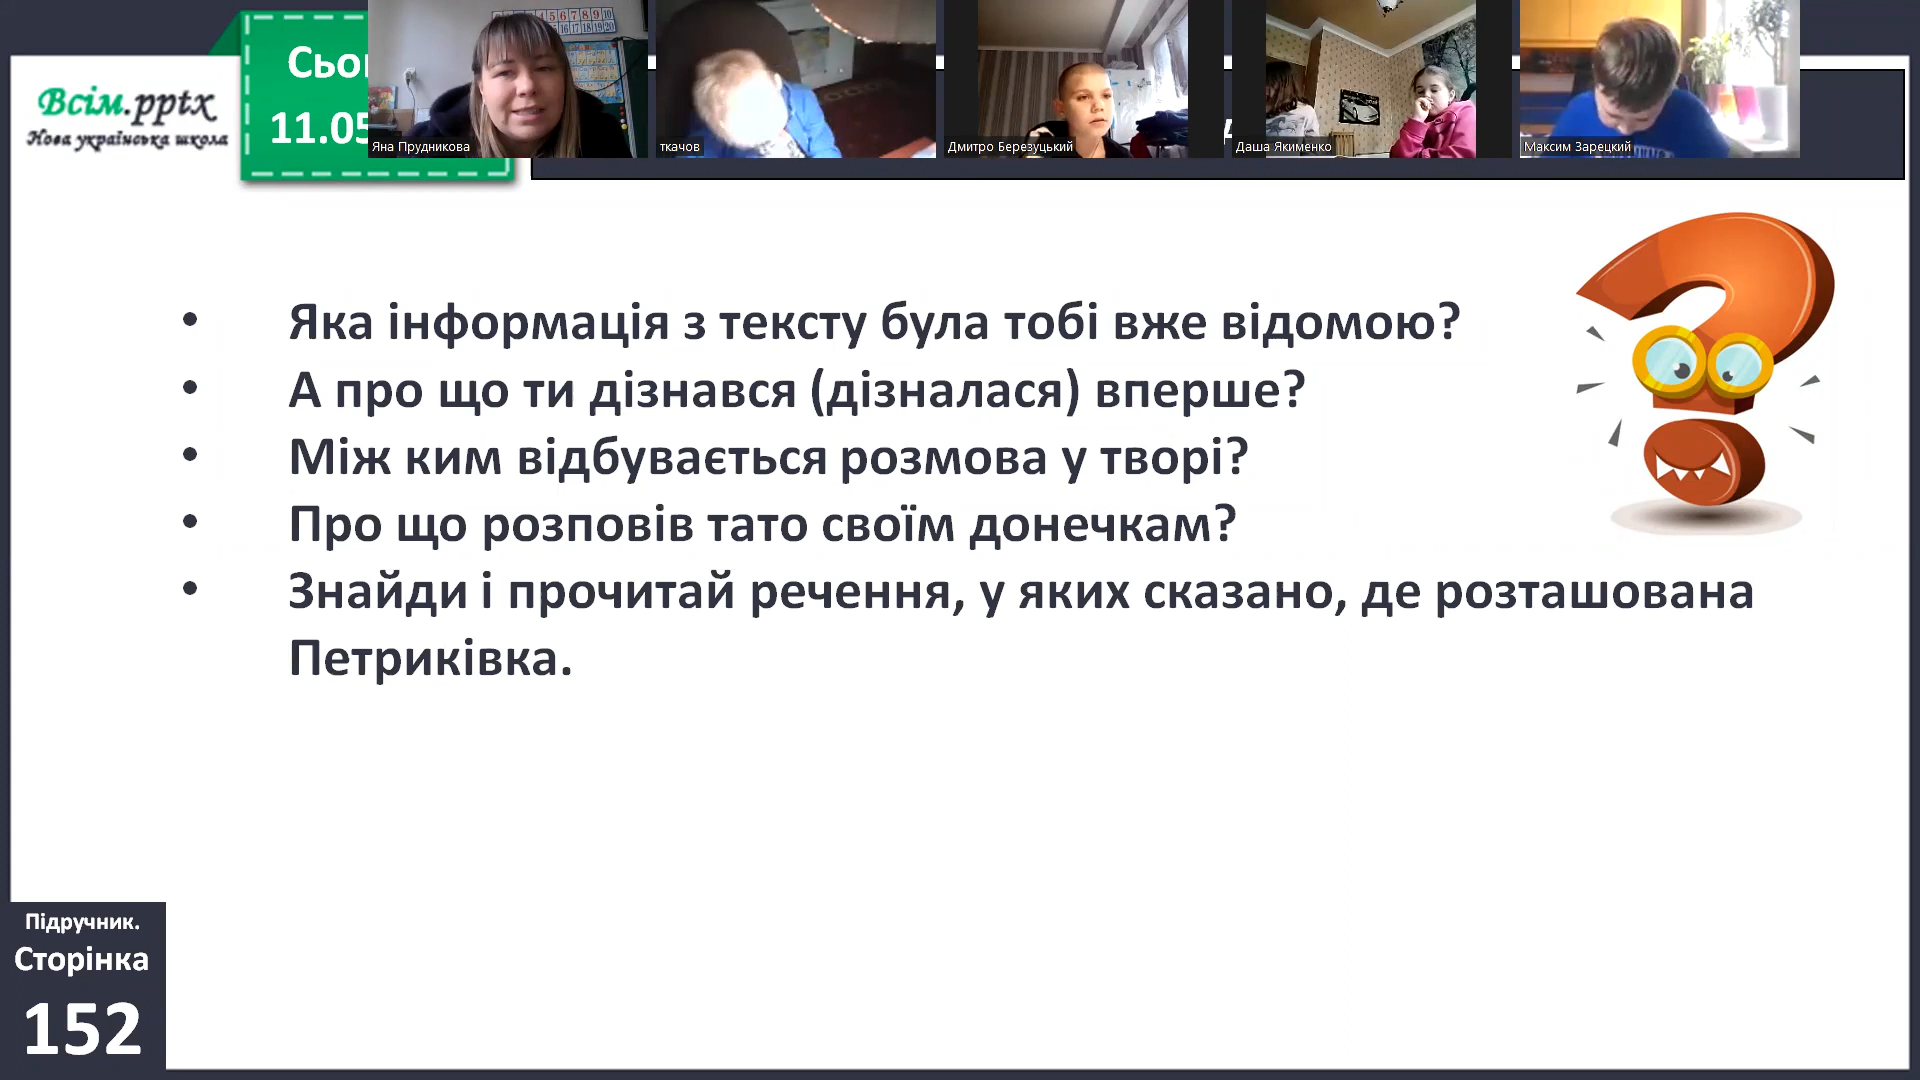 Всім.pptx
Нова українська школа
Сьо
11.05
Яна Прудникова
ткачов
Дмитро Березуцький
Даша Якименко
Максим Зарецкий
• Яка інформація з тексту була тобі вже відомою?
• А про що ти дізнався (дізналася) вперше?
• Між ким відбувається розмова у творі?
• Про що розповів тато своїм донечкам?
• Знайди і прочитай речення, у яких сказано, де розташована
Петриківка.
Підручник.
Сторінка
152